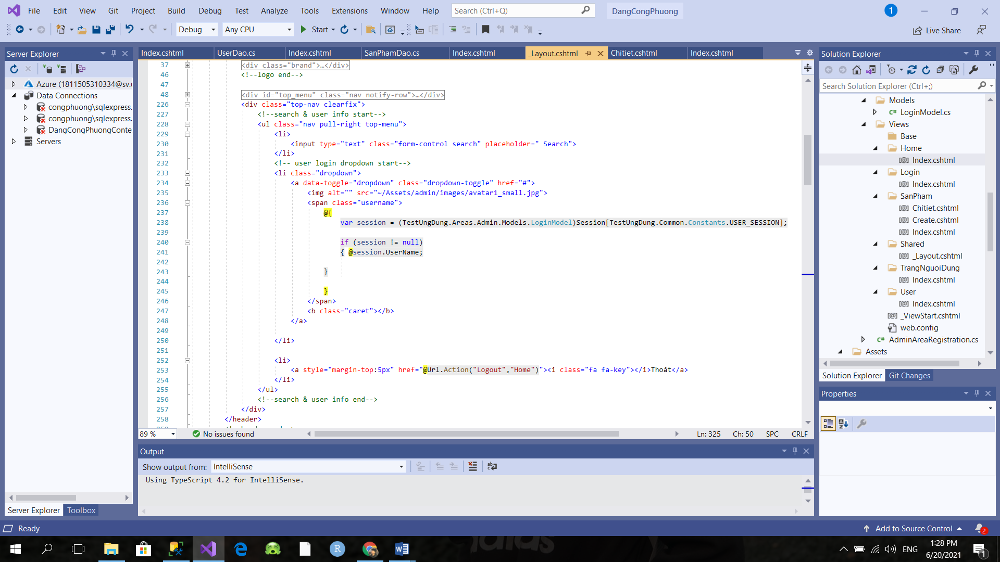 File Edit View Git Project Build Debug Test Analyze Tools Extensions Window Help Search (Ctrl+Q) DangCongPhuong 1
Debug Any CPU Start Live Share
Server Explorer
Azure (1811505310334@sv.u
Data Connections
congphuong\sqlexpress.
congphuong\sqlexpress.
DangCongPhuongConte
Servers
Server Explorer Toolbox
Index.cshtml UserDao.cs Index.cshtml SanPhamDao.cs Index.cshtml _Layout.cshtml Chitiet.cshtml Index.cshtml
37 <div class="brand">…</div>
46 <!--logo end-->
47
48 <div id="top_menu" class="nav notify-row">…</div>
226 <div class="top-nav clearfix">
227 <!--search & user info start-->
228 <ul class="nav pull-right top-menu">
229 <li>
230 <input type="text" class="form-control search" placeholder=" Search">
231 </li>
232 <!-- user login dropdown start-->
233 <li class="dropdown">
234 <a data-toggle="dropdown" class="dropdown-toggle" href="#">
235 <img alt="" src="~/Assets/admin/images/avatar1_small.jpg">
236 <span class="username">
237 @{
238 var session = (TestUngDung.Areas.Admin.Models.LoginModel)Session[TestUngDung.Common.Constants.USER_SESSION];
239
240 if (session != null)
241 { @session.UserName;
242
243 }
244
245 }
246 </span>
247 <b class="caret"></b>
248 </a>
249
250 </li>
251
252 <li>
253 <a style="margin-top:5px" href="@Url.Action("Logout","Home")"><i class="fa fa-key"></i>Thoát</a>
254 </li>
255 </ul>
256 <!--search & user info end-->
257 </div>
258 </header>
89 % No issues found Ln: 325 Ch: 50 SPC CRLF
Output
Show output from: IntelliSense
Using TypeScript 4.2 for IntelliSense.
Solution Explorer
Search Solution Explorer (Ctrl+;)
Models
LoginModel.cs
Views
Base
Home
Index.cshtml
Login
Index.cshtml
SanPham
Chitiet.cshtml
Create.cshtml
Index.cshtml
Shared
_Layout.cshtml
TrangNguoiDung
Index.cshtml
User
Index.cshtml
_ViewStart.cshtml
web.config
AdminAreaRegistration.cs
Assets
Solution Explorer Git Changes
Properties
Ready Add to Source Control 2
ENG 1:28 PM
6/20/2021 1